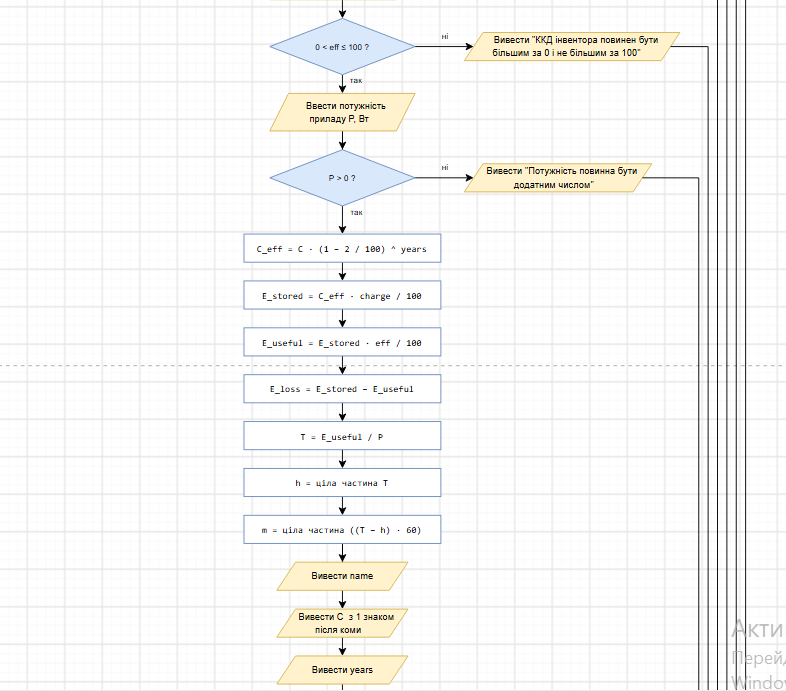 0 < eff ≤ 100 ?
ні
Вивести "ККД інвентора повинен бути
більшим за 0 і не більшим за 100"
так
Ввести потужність
приладу P, Вт
P > 0 ?
ні
Вивести "Потужність повинна бути
додатним числом"
так
C_eff = C · (1 − 2 / 100) ^ years
E_stored = C_eff · charge / 100
E_useful = E_stored · eff / 100
E_loss = E_stored − E_useful
T = E_useful / P
h = ціла частина T
m = ціла частина ((T − h) · 60)
Вивести name
Вивести C з 1 знаком
після коми
Вивести years
Акти
Перейд
Window